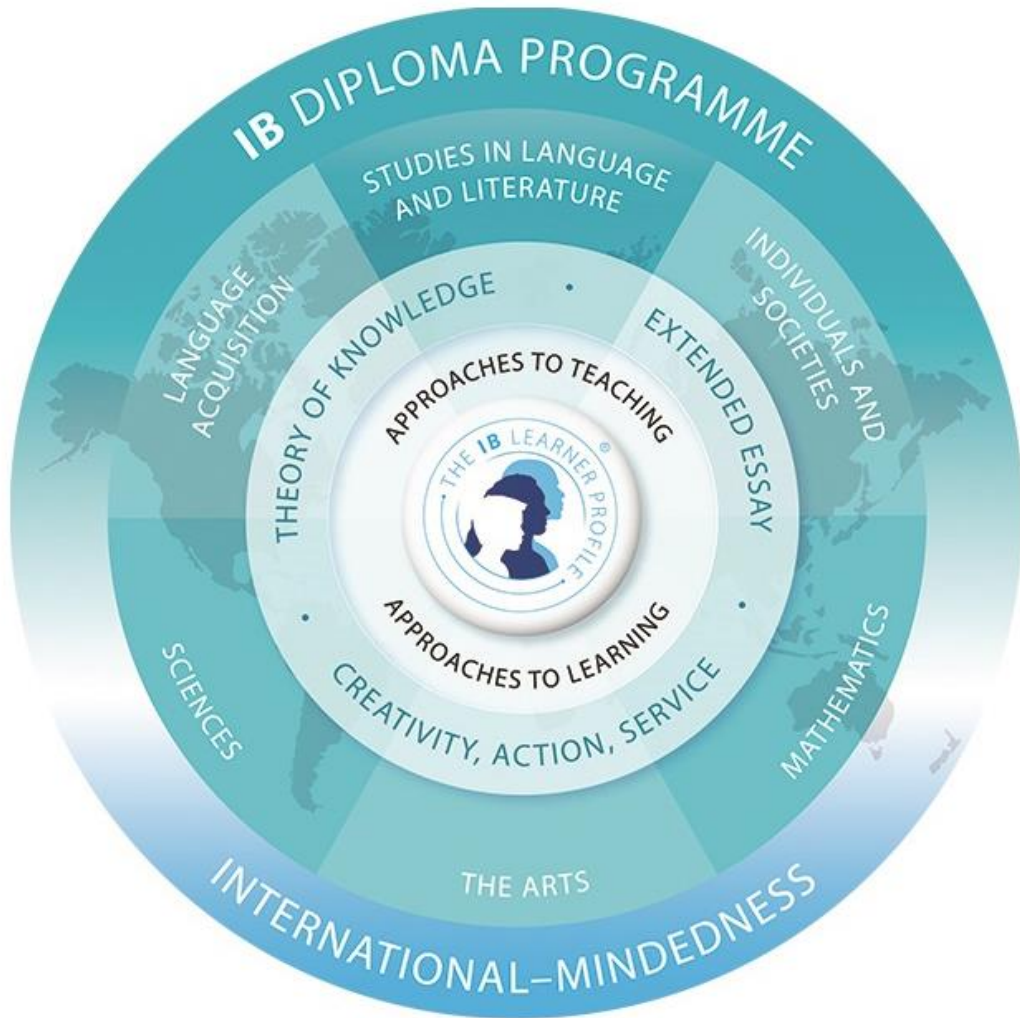 IB DIPLOMA PROGRAMME
STUDIES IN LANGUAGE
AND LITERATURE
LANGUAGE
ACQUISITION
INDIVIDUALS AND
SOCIETIES
THEORY OF KNOWLEDGE
·
EXTENDED ESSAY
·
APPROACHES TO TEACHING
· THE IB LEARNER PROFILE ·
®
APPROACHES TO LEARNING
·
CREATIVITY, ACTION, SERVICE
SCIENCES
MATHEMATICS
THE ARTS
INTERNATIONAL–MINDEDNESS